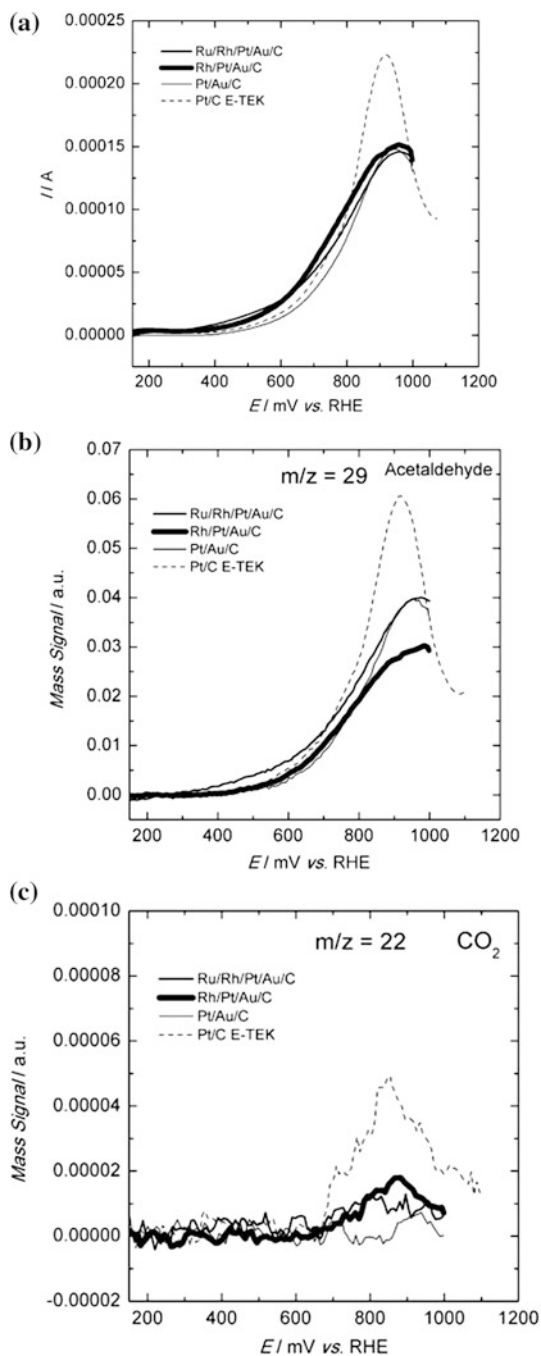 (a)
0.00025
0.00020
0.00015
0.00010
0.00005
0.00000
I / A
Ru/Rh/Pt/Au/C
Rh/Pt/Au/C
Pt/Au/C
Pt/C E-TEK
200 400 600 800 1000 1200
E / mV vs. RHE
(b)
0.07
0.06
0.05
0.04
0.03
0.02
0.01
0.00
Mass Signal / a.u.
m/z = 29 Acetaldehyde
Ru/Rh/Pt/Au/C
Rh/Pt/Au/C
Pt/Au/C
Pt/C E-TEK
200 400 600 800 1000 1200
E / mV vs. RHE
(c)
0.00010
0.00008
0.00006
0.00004
0.00002
0.00000
-0.00002
Mass Signal / a.u.
m/z = 22 CO₂
Ru/Rh/Pt/Au/C
Rh/Pt/Au/C
Pt/Au/C
Pt/C E-TEK
200 400 600 800 1000 1200
E / mV vs. RHE